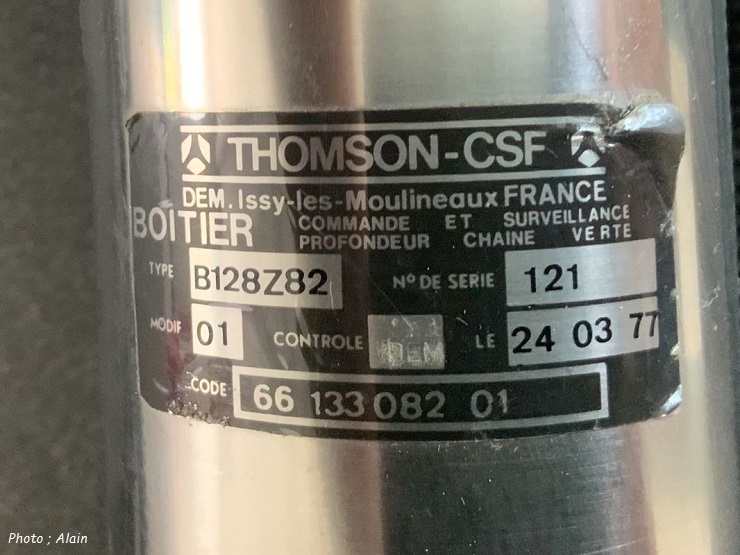 THOMSON-CSF
DEM. Issy-les-Moulineaux FRANCE
BOITIER COMMANDE ET SURVEILLANCE
PROFONDEUR CHAINE VERTE
TYPE B128Z82 N° DE SERIE 121
MODIF 01 CONTROLE DEM LE 24 03 77
CODE 66 133 082 01
Photo ; Alain